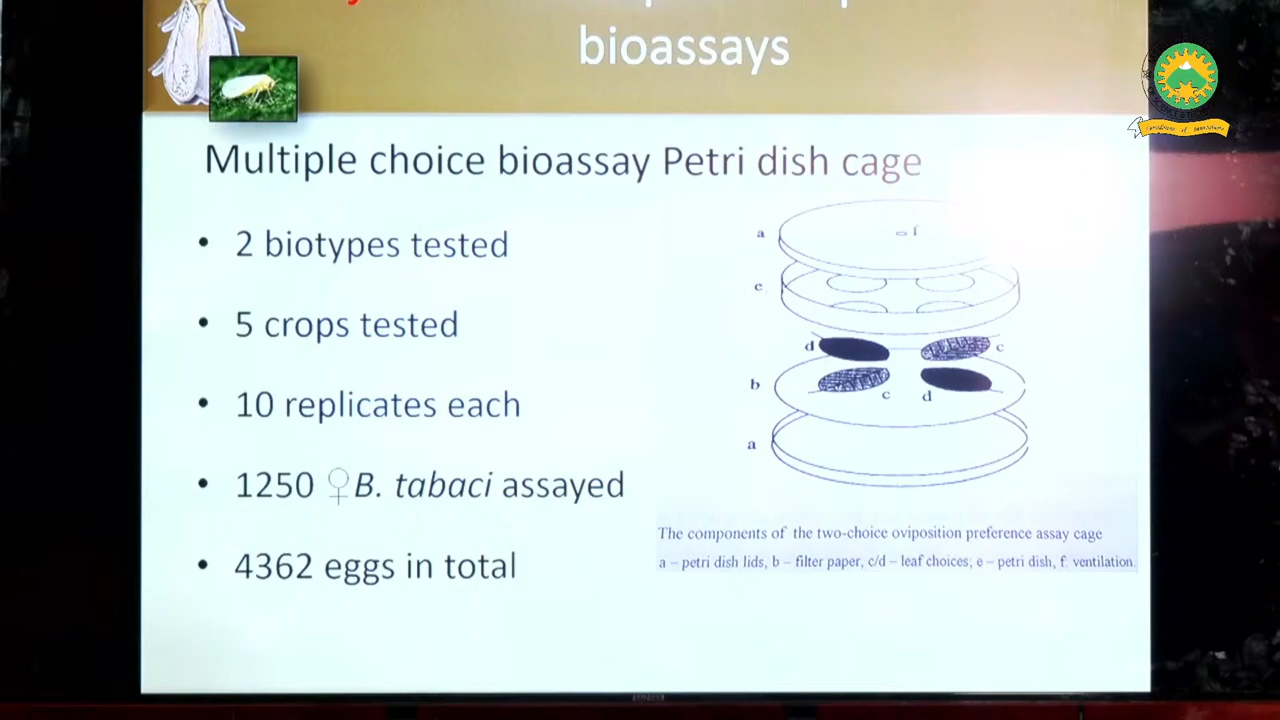 bioassays
Multiple choice bioassay Petri dish cage
• 2 biotypes tested
• 5 crops tested
• 10 replicates each
• 1250 ♀B. tabaci assayed
• 4362 eggs in total
a
f
c
d
c
b
c
d
a
The components of the two-choice oviposition preference assay cage
a – petri dish lids, b – filter paper, c/d – leaf choices; e – petri dish, f: ventilation.